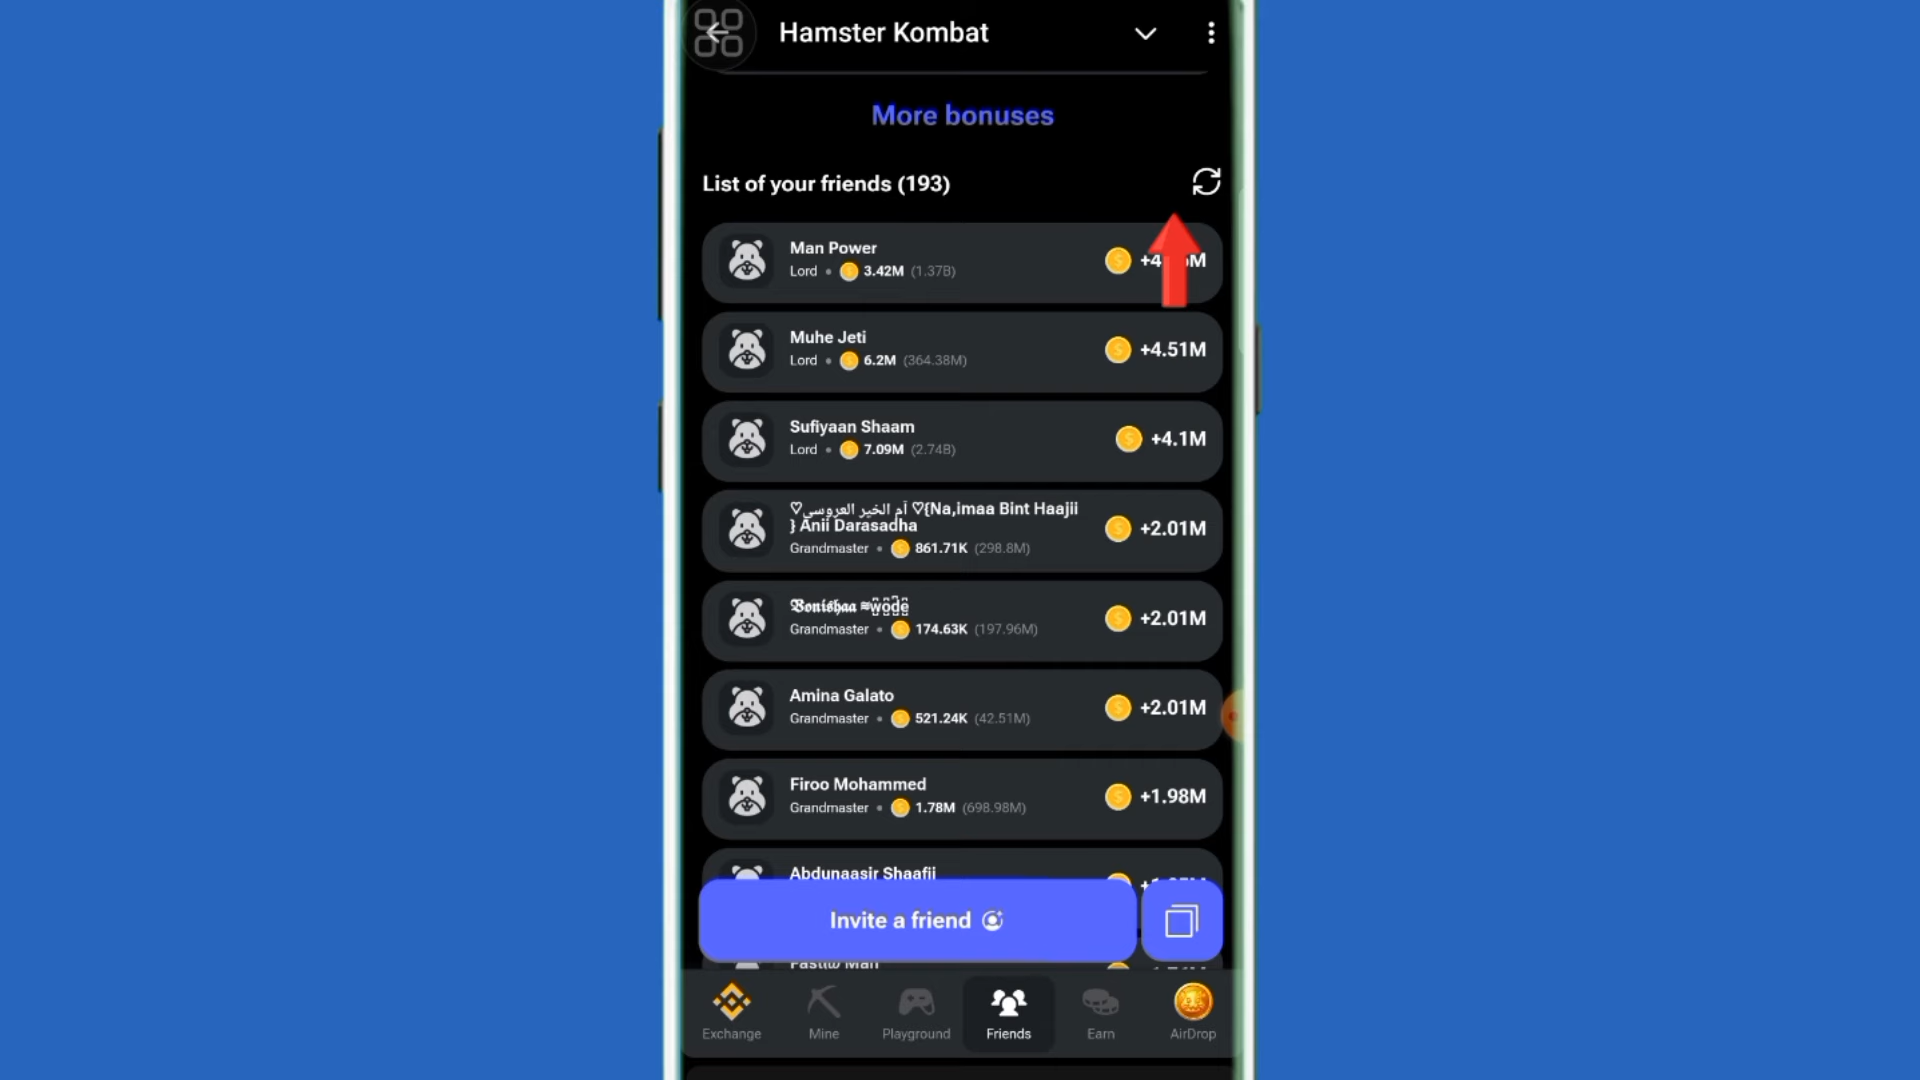 Hamster Kombat
More bonuses
List of your friends (193)
Man Power
Lord • 3.42M (1.37B)
Muhe Jeti
Lord • 6.2M (364.38M)
+4.51M
Sufiyaan Shaam
Lord • 7.09M (2.74B)
+4.1M
♡آم الخير العروسي ♡{Na,imaa Bint Haajii
} Anii Darasadha
Grandmaster • 861.71K (298.8M)
+2.01M
𝕭𝖔𝖓𝖎𝖘𝖍𝖆𝖆 ≋ẅ̤ö̤d̤̈ë̤
Grandmaster • 174.63K (197.96M)
+2.01M
Amina Galato
Grandmaster • 521.24K (42.51M)
+2.01M
Firoo Mohammed
Grandmaster • 1.78M (698.98M)
+1.98M
Abdunaasir Shaafii
Invite a friend
Exchange
Mine
Playground
Friends
Earn
AirDrop